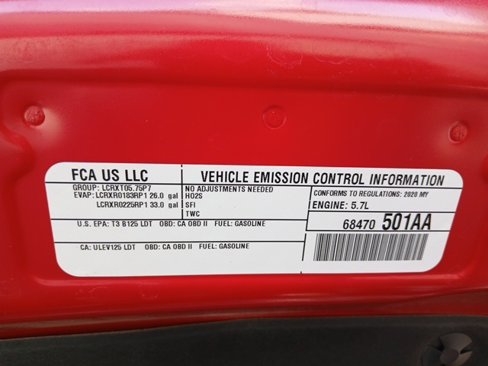 FCA US LLC
VEHICLE EMISSION CONTROL INFORMATION
GROUP: LCRXT05.75P7
EVAP: LCRXR0183RP1 26.0 gal
LCRXR0225RP1 33.0 gal
NO ADJUSTMENTS NEEDED
HO2S
SFI
TWC
CONFORMS TO REGULATIONS: 2020 MY
ENGINE: 5.7L
68470 501AA
U.S. EPA: T3 B125 LDT OBD: CA OBD II FUEL: GASOLINE
CA: ULEV125 LDT OBD: CA OBD II FUEL: GASOLINE